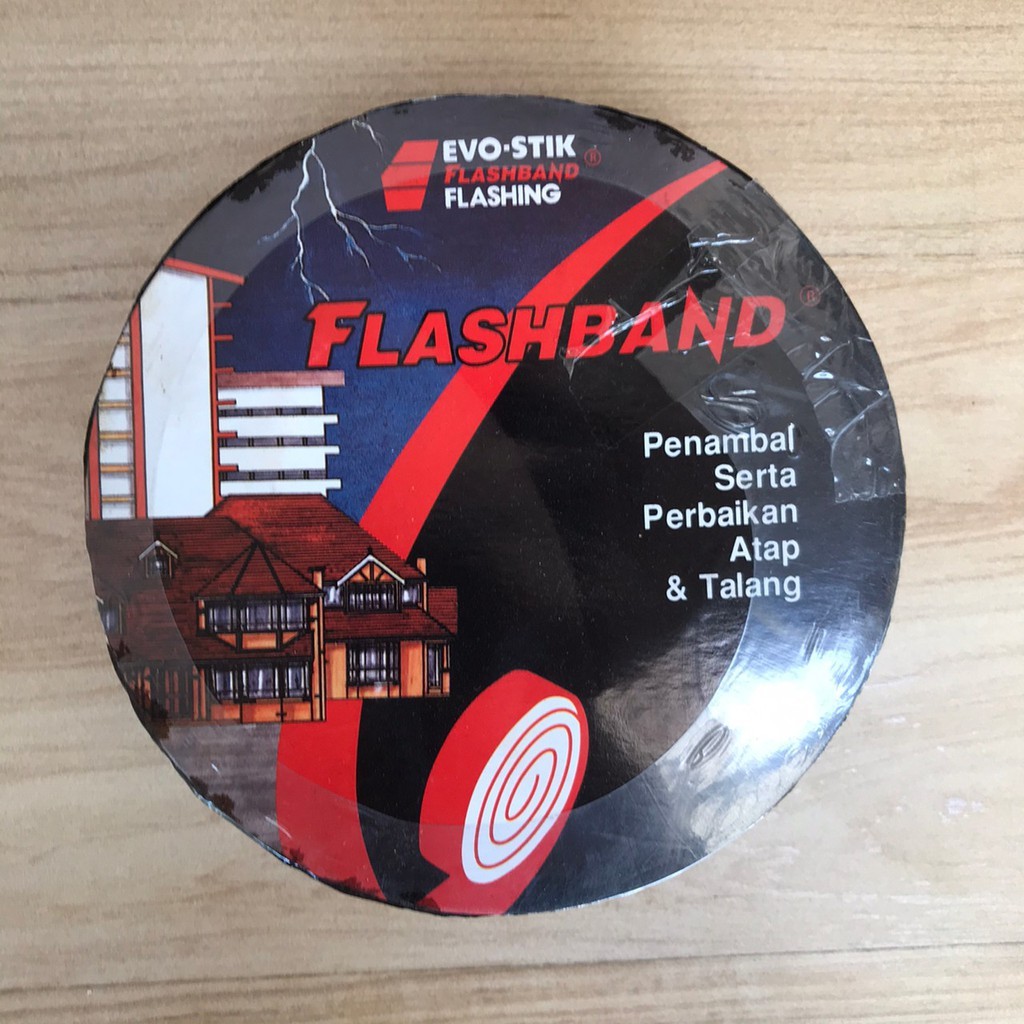 EVO-STIK
FLASHBAND ®
FLASHING
FLASHBAND ®
Penambal
Serta
Perbaikan
Atap
& Talang